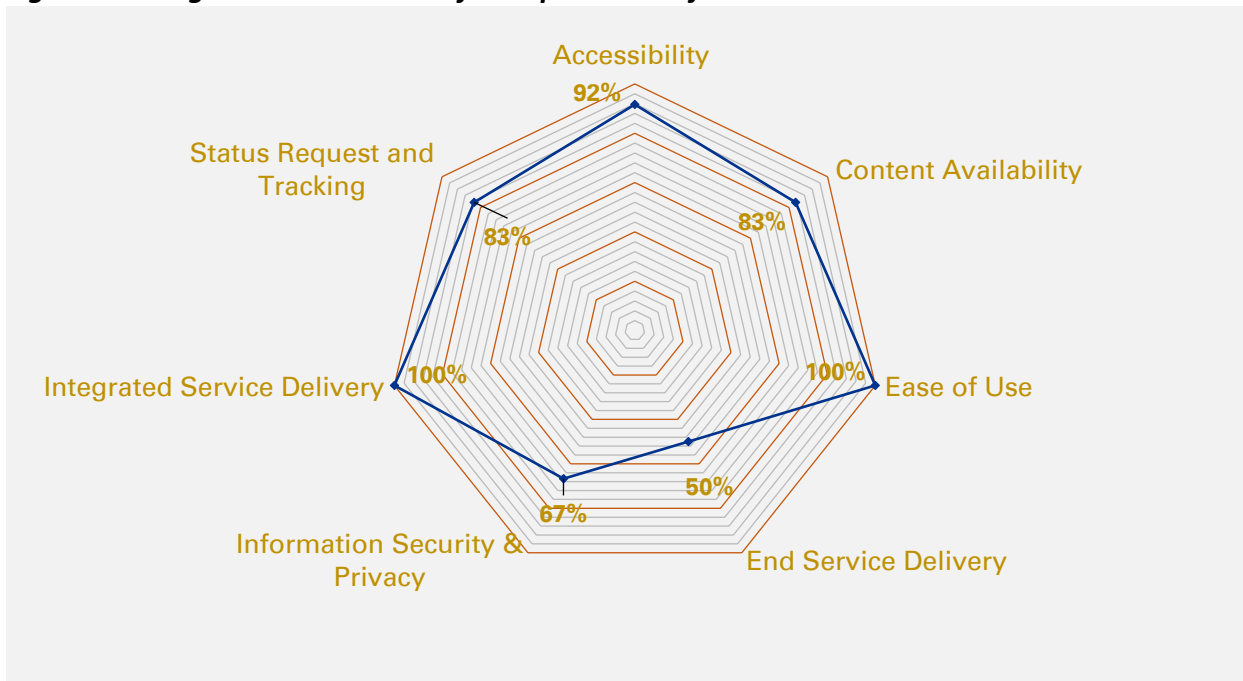 Accessibility
92%
Status Request and
Tracking
Content Availability
83%
83%
Integrated Service Delivery
100%
100%
Ease of Use
50%
67%
Information Security &
Privacy
End Service Delivery